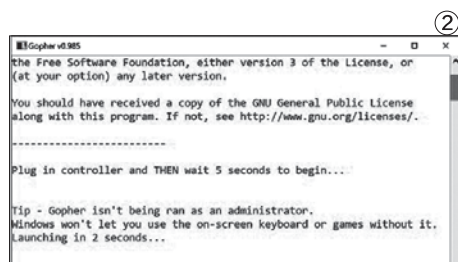 ②
Gopher v0.985
the Free Software Foundation, either version 3 of the License, or
(at your option) any later version.
You should have received a copy of the GNU General Public License
along with this program. If not, see http://www.gnu.org/licenses/.
------------------------
Plug in controller and THEN wait 5 seconds to begin...
Tip - Gopher isn't being ran as an administrator.
Windows won't let you use the on-screen keyboard or games without it.
Launching in 2 seconds...